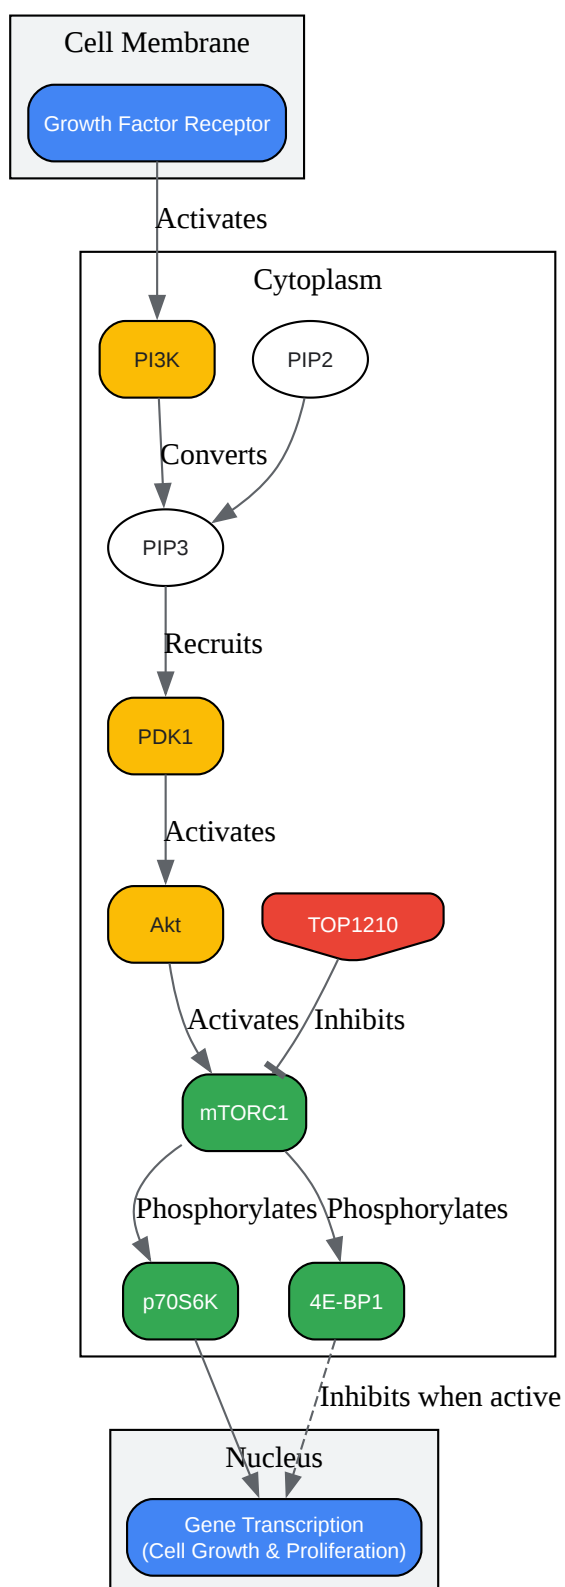 Cell Membrane
Growth Factor Receptor
Activates
Cytoplasm
PI3K
PIP2
Converts
PIP3
Recruits
PDK1
Activates
Akt
TOP1210
Activates
Inhibits
mTORC1
Phosphorylates
Phosphorylates
p70S6K
4E-BP1
Inhibits when active
Nucleus
Gene Transcription
(Cell Growth & Proliferation)